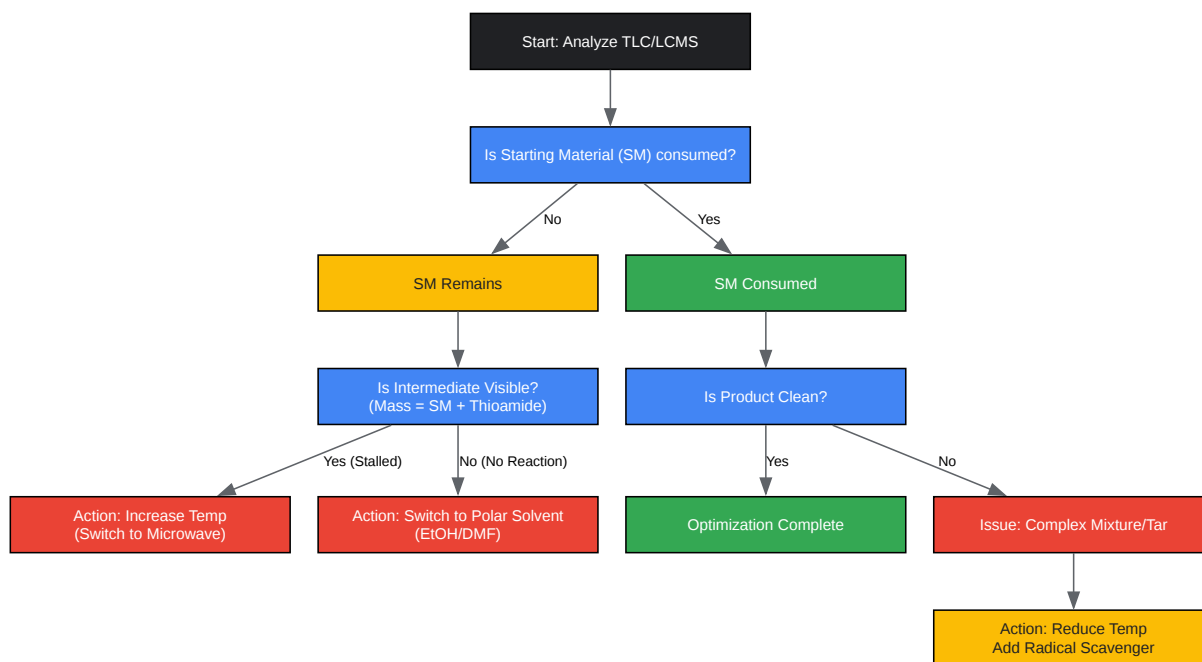 Start: Analyze TLC/LCMS
Is Starting Material (SM) consumed?
No
Yes
SM Remains
SM Consumed
Is Intermediate Visible?
(Mass = SM + Thioamide)
Is Product Clean?
Yes (Stalled)
No (No Reaction)
Yes
No
Action: Increase Temp
(Switch to Microwave)
Action: Switch to Polar Solvent
(EtOH/DMF)
Optimization Complete
Issue: Complex Mixture/Tar
Action: Reduce Temp
Add Radical Scavenger